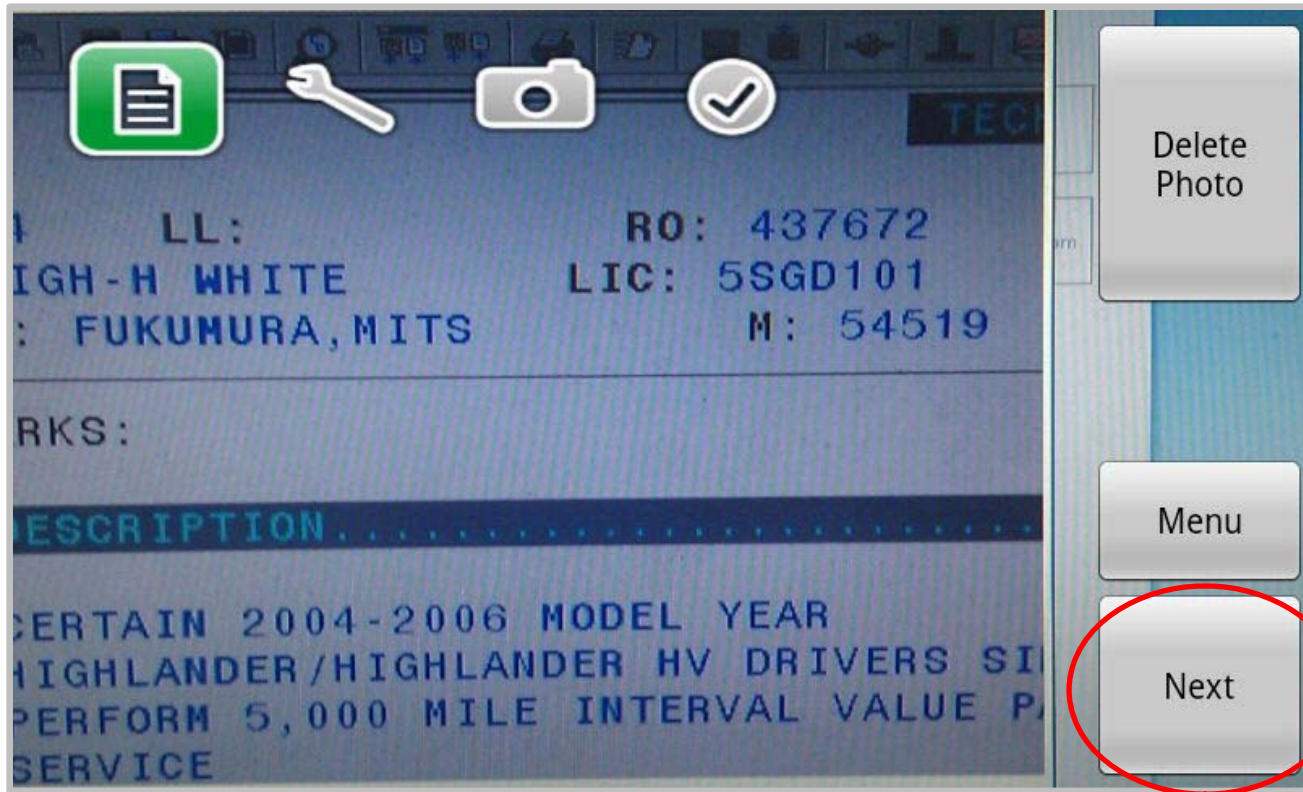 TECH
LL: RO: 437672
IGH-H WHITE LIC: 5SGD101
: FUKUMURA,MITS M: 54519
RKS:
DESCRIPTION....................
CERTAIN 2004-2006 MODEL YEAR
HIGHLANDER/HIGHLANDER HV DRIVERS SI
PERFORM 5,000 MILE INTERVAL VALUE PA
SERVICE
Delete
Photo
Menu
Next